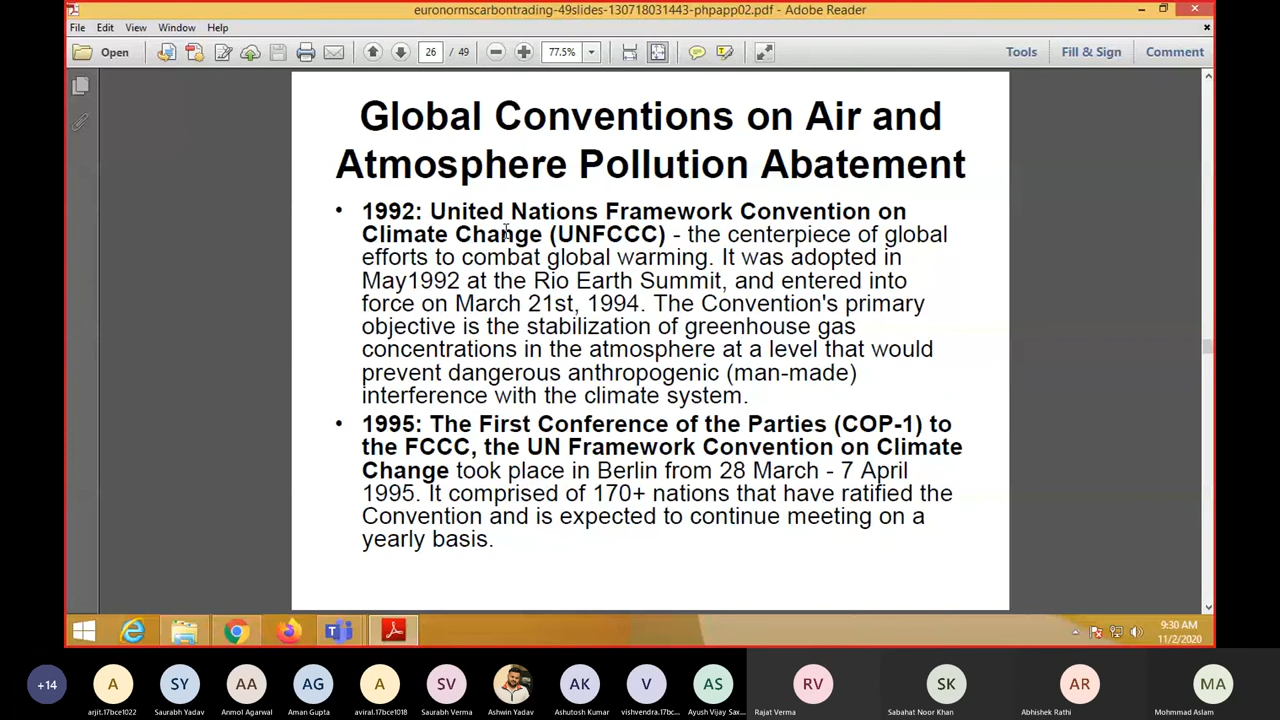 euronormscarbontrading-49slides-130718031443-phpapp02.pdf - Adobe Reader
File Edit View Window Help
Open 26 / 49 77.5% Tools Fill & Sign Comment
Global Conventions on Air and
Atmosphere Pollution Abatement
• 1992: United Nations Framework Convention on
Climate Change (UNFCCC) - the centerpiece of global
efforts to combat global warming. It was adopted in
May1992 at the Rio Earth Summit, and entered into
force on March 21st, 1994. The Convention's primary
objective is the stabilization of greenhouse gas
concentrations in the atmosphere at a level that would
prevent dangerous anthropogenic (man-made)
interference with the climate system.
• 1995: The First Conference of the Parties (COP-1) to
the FCCC, the UN Framework Convention on Climate
Change took place in Berlin from 28 March - 7 April
1995. It comprised of 170+ nations that have ratified the
Convention and is expected to continue meeting on a
yearly basis.
9:30 AM
11/2/2020
+14 A SY AA AG A SV AK V AS RV SK AR MA
arjit.17bce1022 Saurabh Yadav Anmol Agarwal Aman Gupta aviral.17bce1018 Saurabh Verma Ashwin Yadav Ashutosh Kumar vishvendra.17bc... Ayush Vijay Sax... Rajat Verma Sabahat Noor Khan Abhishek Rathi Mohmmad Aslam